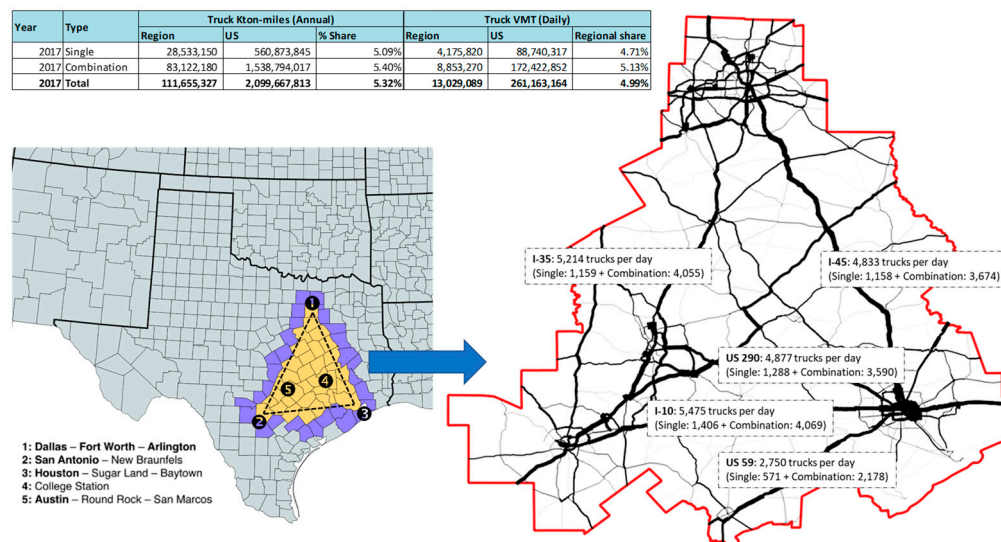 Year Type Truck Kton-miles (Annual) Truck VMT (Daily)
Region US % Share Region US Regional share
2017 Single 28,533,150 560,873,845 5.09% 4,175,820 88,740,317 4.71%
2017 Combination 83,122,180 1,538,794,017 5.40% 8,853,270 172,422,852 5.13%
2017 Total 111,655,327 2,099,667,813 5.32% 13,029,089 261,163,164 4.99%
1
5
4
2
3
1: Dallas – Fort Worth – Arlington
2: San Antonio – New Braunfels
3: Houston – Sugar Land – Baytown
4: College Station
5: Austin – Round Rock – San Marcos
I-35: 5,214 trucks per day
(Single: 1,159 + Combination: 4,055)
I-45: 4,833 trucks per day
(Single: 1,158 + Combination: 3,674)
US 290: 4,877 trucks per day
(Single: 1,288 + Combination: 3,590)
I-10: 5,475 trucks per day
(Single: 1,406 + Combination: 4,069)
US 59: 2,750 trucks per day
(Single: 571 + Combination: 2,178)